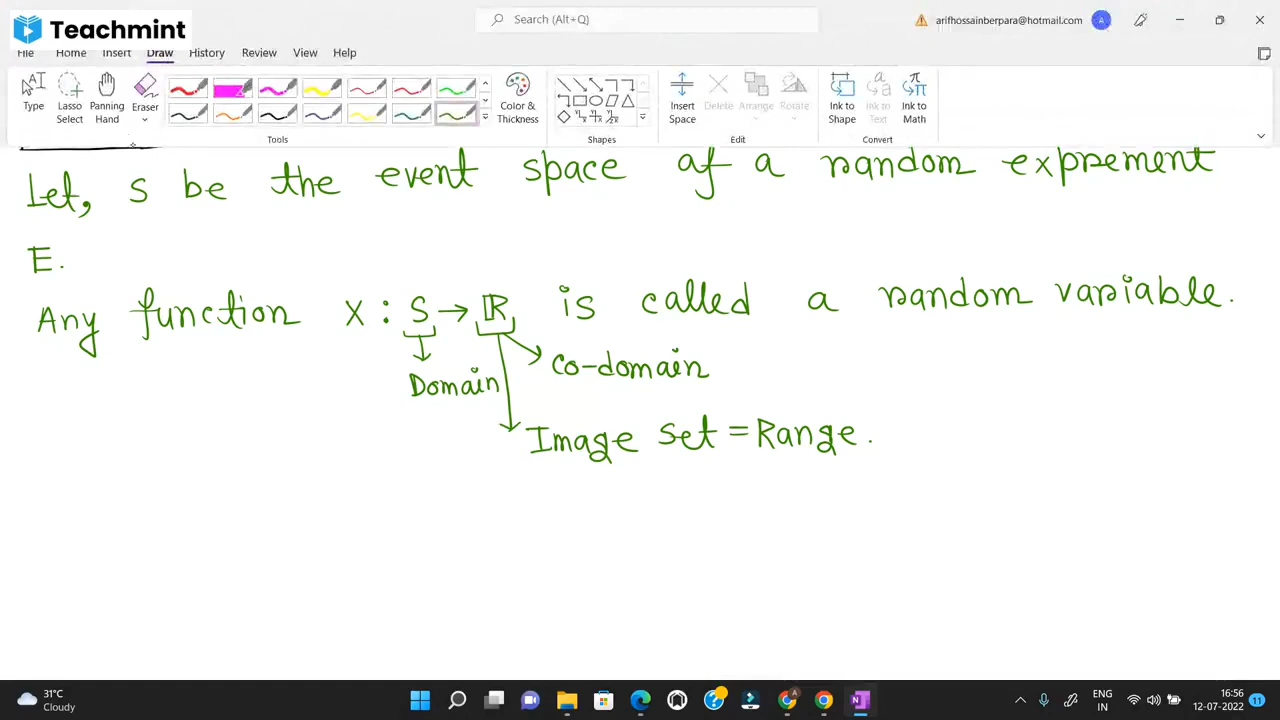 Teachmint
Search (Alt+Q)
arifhossainberpara@hotmail.com
A
File Home Insert Draw History Review View Help
Type
Lasso Select
Panning Hand
Eraser
Color & Thickness
Insert Space
Delete
Arrange
Rotate
Ink to Shape
Ink to Text
Ink to Math
Tools
Shapes
Edit
Convert
Let, S be the event space af a random exprement
E.
Any function X : S → ℝ is called a random variable.
Co-domain
Domain
Image set = Range.
31°C
Cloudy
ENG
IN
16:56
12-07-2022
11